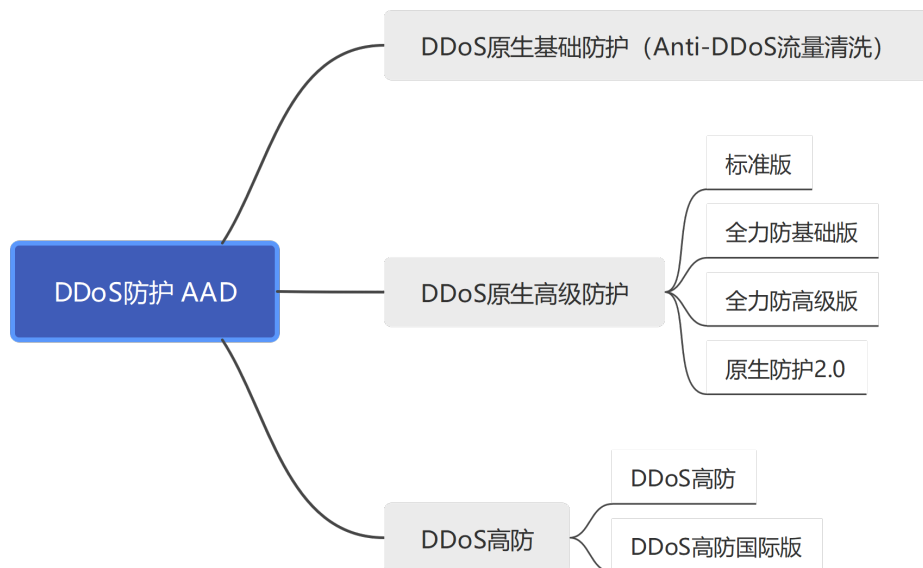 DDoS原生基础防护（Anti-DDoS流量清洗）
标准版
全力防基础版
DDoS防护 AAD
DDoS原生高级防护
全力防高级版
原生防护2.0
DDoS高防
DDoS高防
DDoS高防国际版